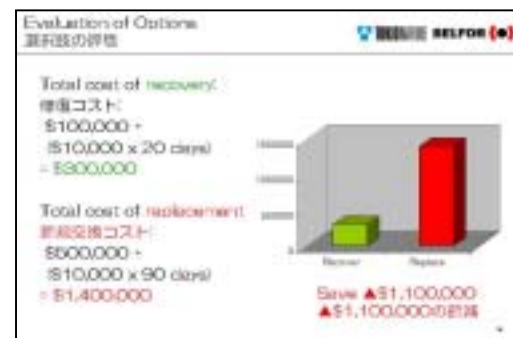 Evaluation of Options
選択肢の評価
BELFOR
Total cost of recovery:
修復コスト:
$100,000 +
($10,000 x 20 days)
= $300,000
Total cost of replacement
新規交換コスト:
$500,000 +
($10,000 x 90 days)
= $1,400,000
0
Recover
Replace
Save ▲$1,100,000
▲$1,100,000の節減